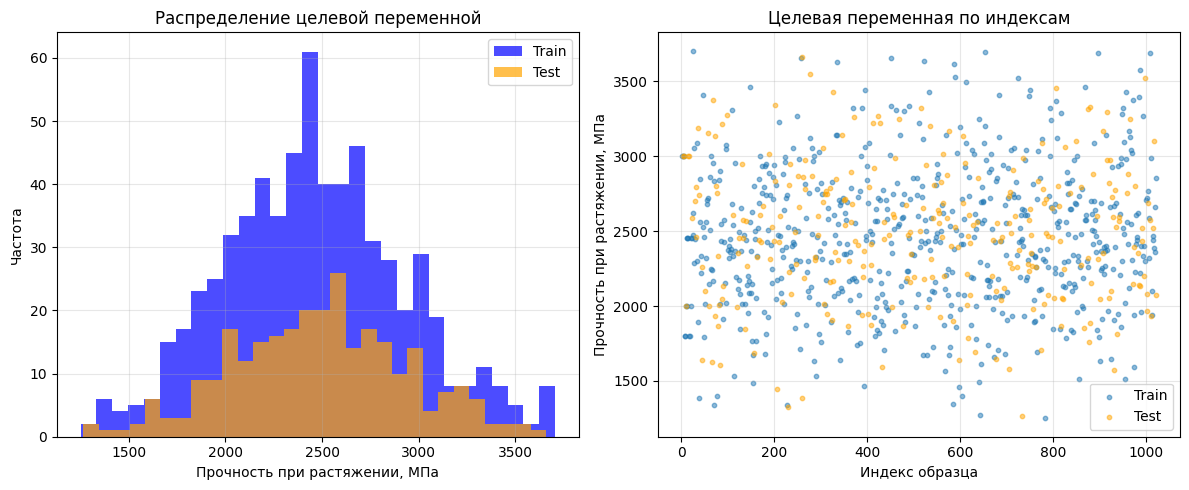 Распределение целевой переменной
Частота
60
50
40
30
20
10
0
Train
Test
1500
2000
2500
3000
3500
Прочность при растяжении, МПа
Целевая переменная по индексам
Прочность при растяжении, МПа
3500
3000
2500
2000
1500
Train
Test
0
200
400
600
800
1000
Индекс образца